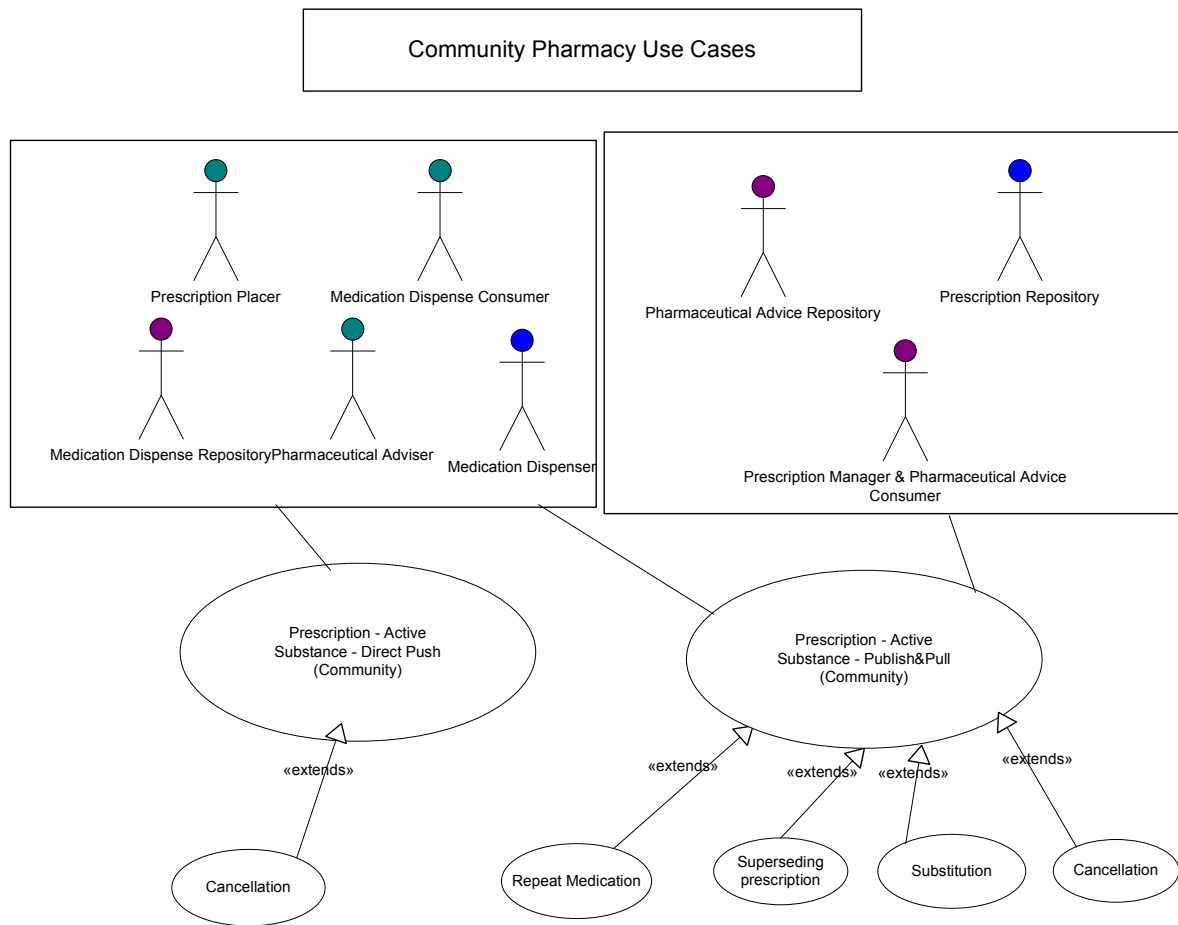 Community Pharmacy Use Cases
Prescription Placer
Medication Dispense Consumer
Medication Dispense Repository
Pharmaceutical Adviser
Medication Dispenser
Pharmaceutical Advice Repository
Prescription Repository
Prescription Manager & Pharmaceutical Advice
Consumer
Prescription - Active
Substance - Direct Push
(Community)
Prescription - Active
Substance - Publish&Pull
(Community)
«extends»
«extends»
«extends»
«extends»
«extends»
Cancellation
Repeat Medication
Superseding
prescription
Substitution
Cancellation